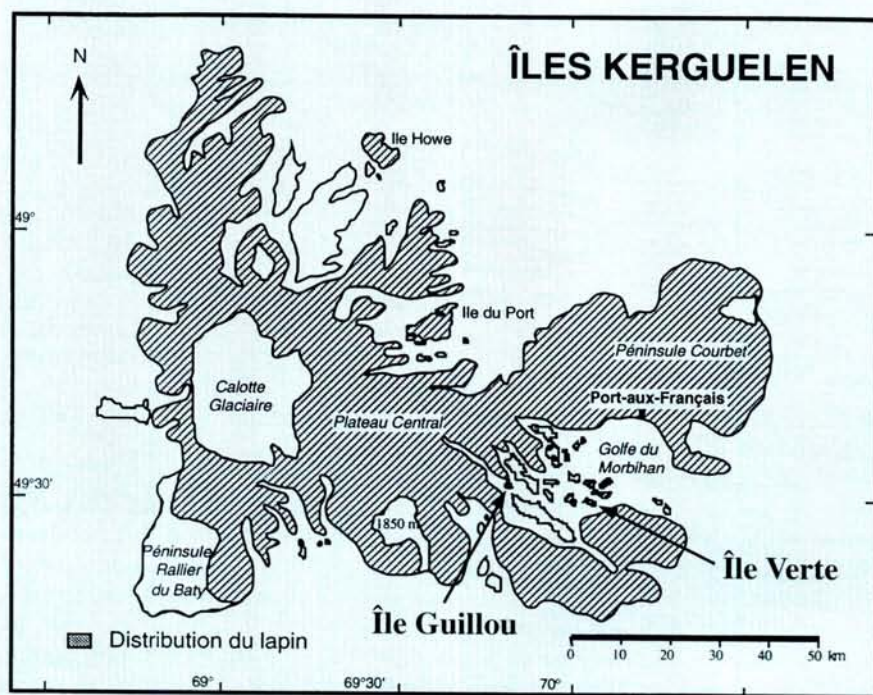 ÎLES KERGUELEN
N
Ile Howe
49°
Ile du Port
Péninsule Courbet
Calotte
Glaciaire
Port-aux-Français
Plateau Central
Golfe du
Morbihan
49°30'
1850 m
Péninsule
Rallier
du Baty
Île Verte
Île Guillou
Distribution du lapin
0 10 20 30 40 50 km
69° 69°30' 70°